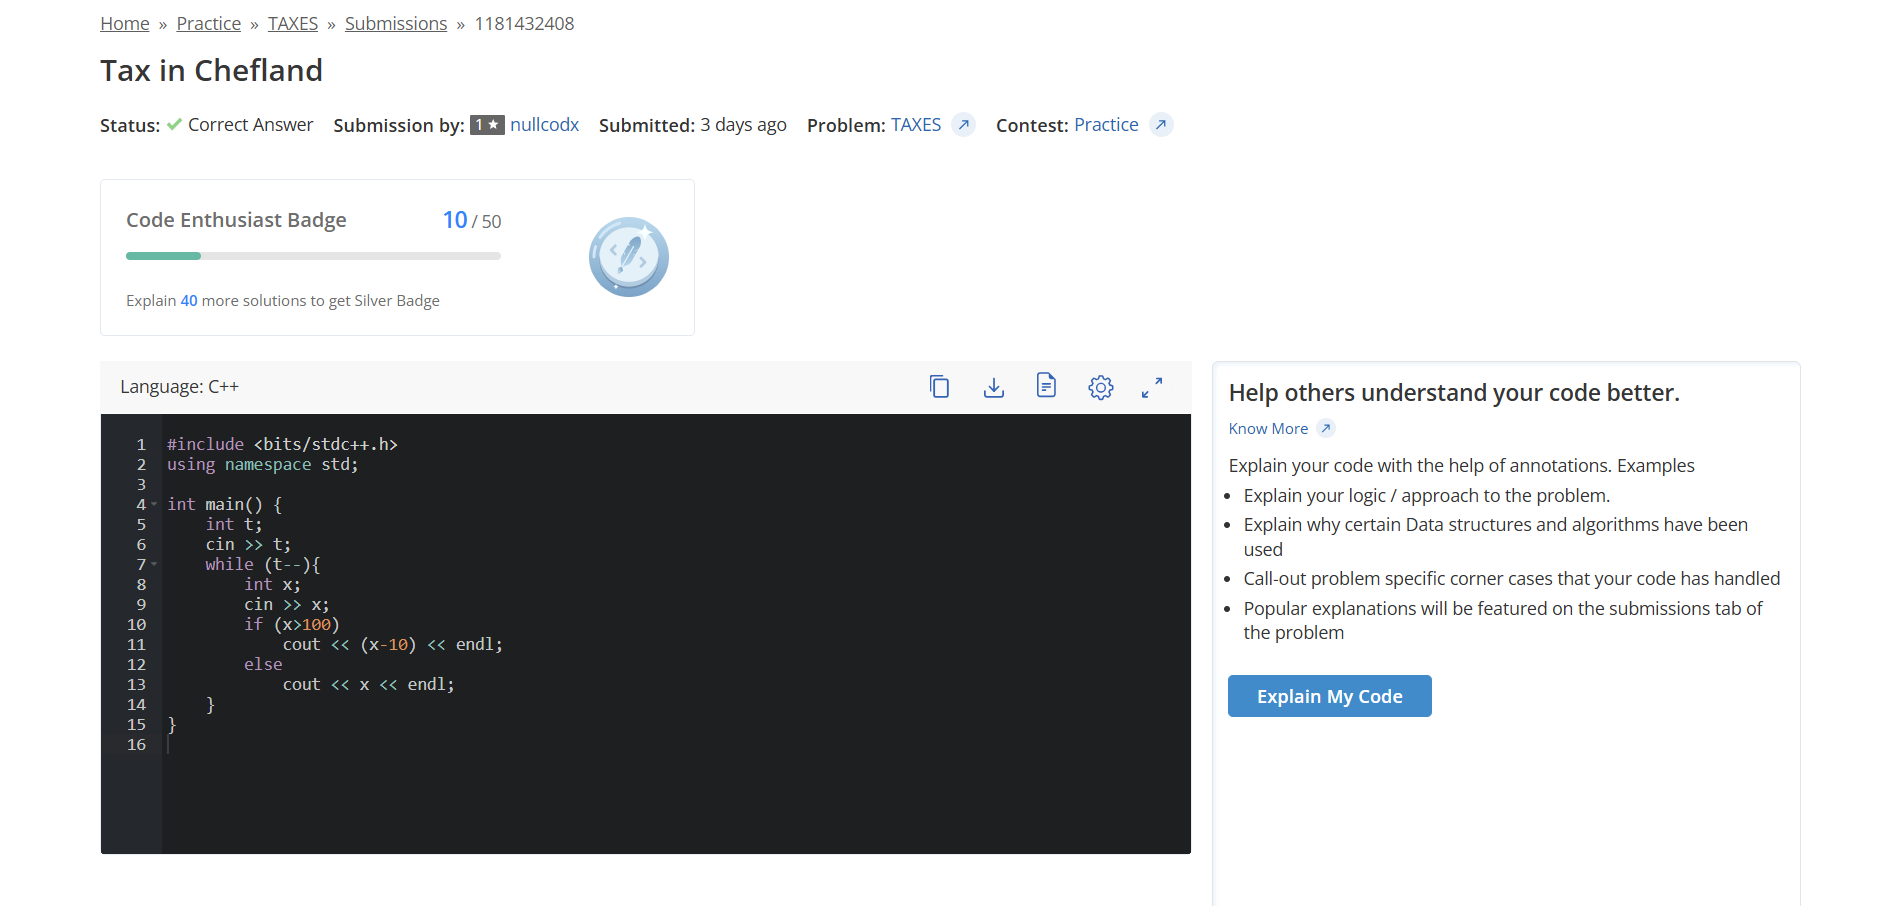 Home » Practice » TAXES » Submissions » 1181432408
Tax in Chefland
Status: ✔ Correct Answer Submission by: 1★ nullcodx Submitted: 3 days ago Problem: TAXES Contest: Practice
Code Enthusiast Badge 10 / 50
Explain 40 more solutions to get Silver Badge
Language: C++
1 #include <bits/stdc++.h>
2 using namespace std;
3
4 int main() {
5     int t;
6     cin >> t;
7     while (t--){
8         int x;
9         cin >> x;
10         if (x>100)
11             cout << (x-10) << endl;
12         else
13             cout << x << endl;
14     }
15 }
16
Help others understand your code better.
Know More
Explain your code with the help of annotations. Examples
• Explain your logic / approach to the problem.
• Explain why certain Data structures and algorithms have been
used
• Call-out problem specific corner cases that your code has handled
• Popular explanations will be featured on the submissions tab of
the problem
Explain My Code